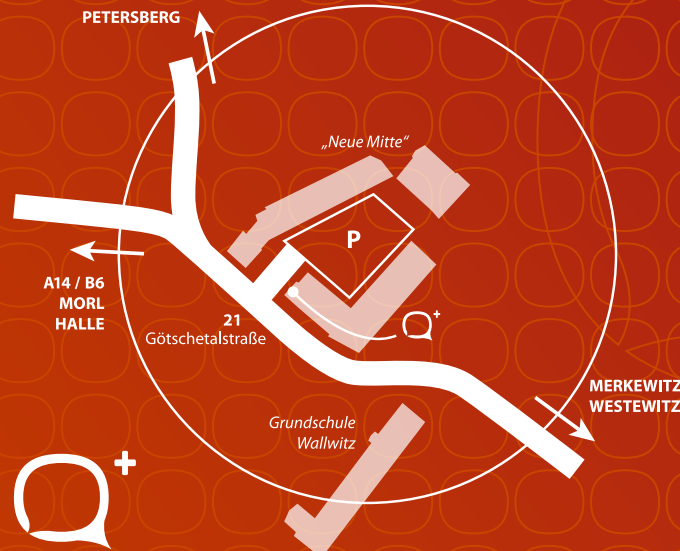 PETERSBERG
„Neue Mitte“
P
A14 / B6
MORL
HALLE
21
Götschetalstraße
MERKEWITZ
WESTEWITZ
Grundschule
Wallwitz